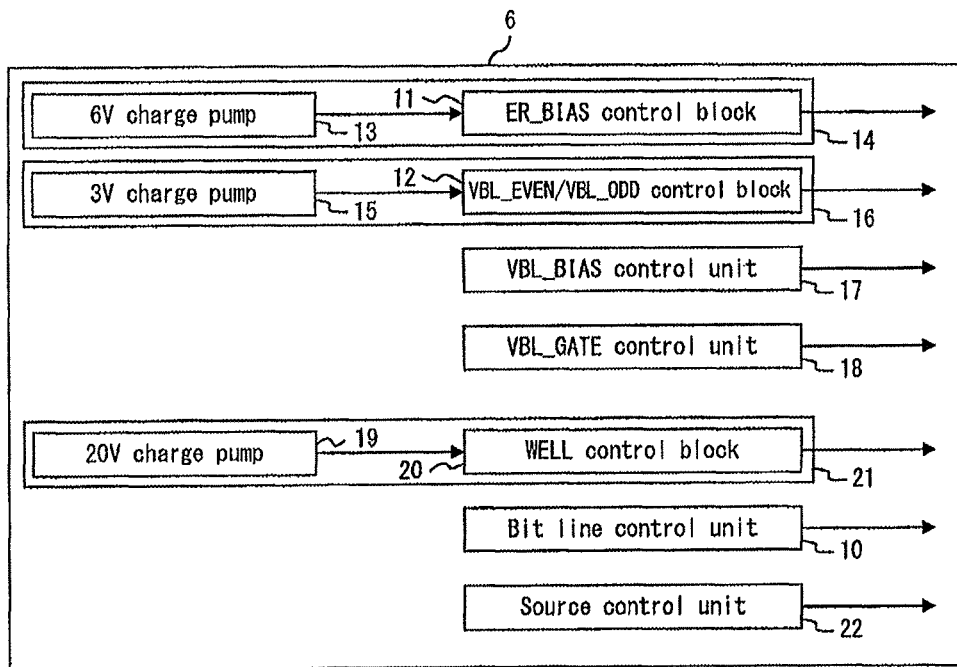 6
6V charge pump
13
11
ER_BIAS control block
14
3V charge pump
15
12
VBL_EVEN/VBL_ODD control block
16
VBL_BIAS control unit
17
VBL_GATE control unit
18
20V charge pump
19
20
WELL control block
21
Bit line control unit
10
Source control unit
22